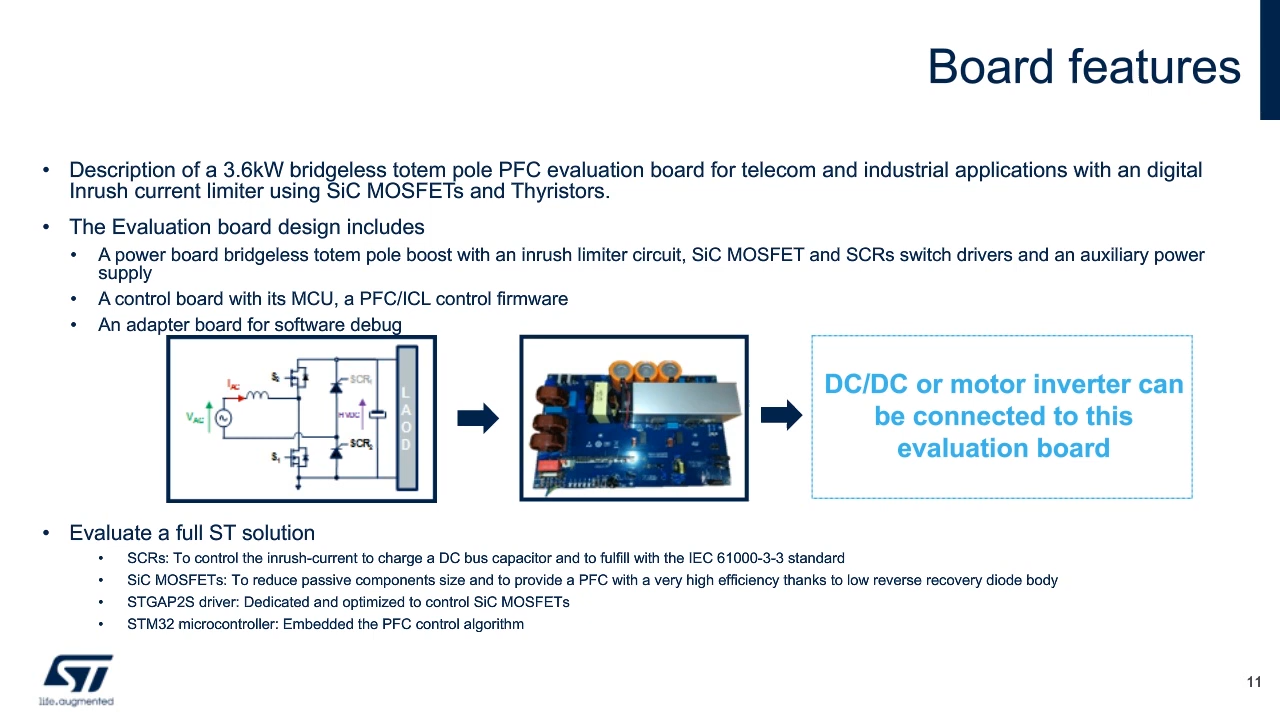 Board features
• Description of a 3.6kW bridgeless totem pole PFC evaluation board for telecom and industrial applications with an digital
Inrush current limiter using SiC MOSFETs and Thyristors.
• The Evaluation board design includes
• A power board bridgeless totem pole boost with an inrush limiter circuit, SiC MOSFET and SCRs switch drivers and an auxiliary power
supply
• A control board with its MCU, a PFC/ICL control firmware
• An adapter board for software debug
S2
SCR1
IAC
VAC
HVDC
S1
SCR2
LAOD
DC/DC or motor inverter can
be connected to this
evaluation board
• Evaluate a full ST solution
• SCRs: To control the inrush-current to charge a DC bus capacitor and to fulfill with the IEC 61000-3-3 standard
• SiC MOSFETs: To reduce passive components size and to provide a PFC with a very high efficiency thanks to low reverse recovery diode body
• STGAP2S driver: Dedicated and optimized to control SiC MOSFETs
• STM32 microcontroller: Embedded the PFC control algorithm
ST
life.augmented
11